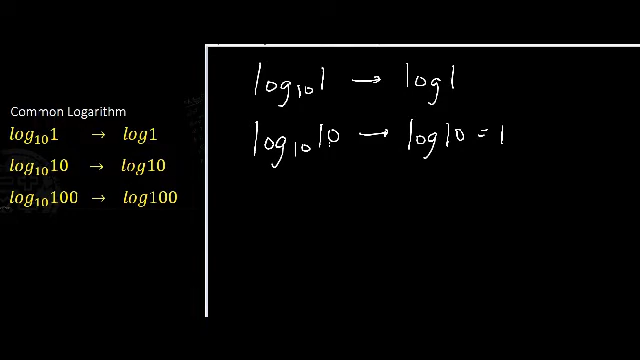 Common Logarithm
log₁₀1 → log1
log₁₀10 → log10
log₁₀100 → log100
log₁₀1 → log1
log₁₀10 → log10 = 1